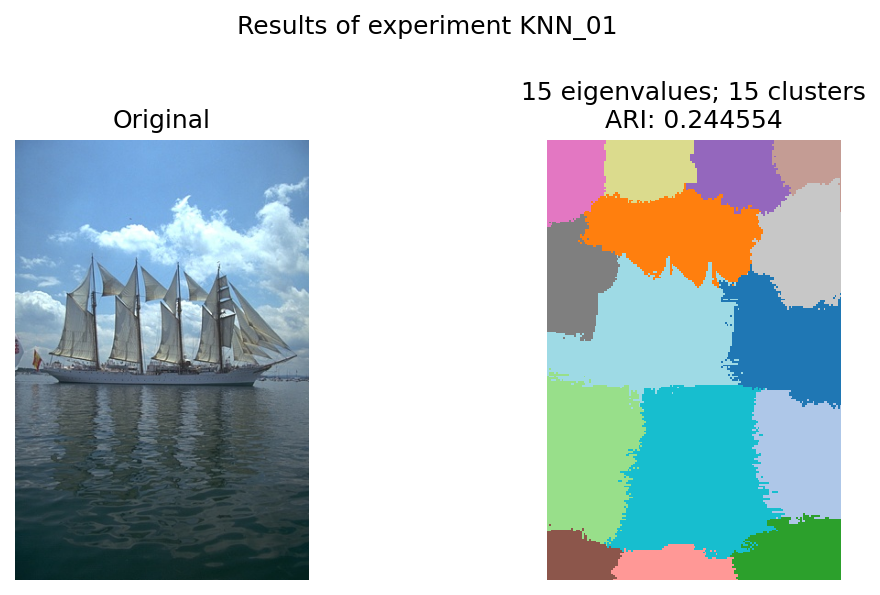 Results of experiment KNN_01
Original
15 eigenvalues; 15 clusters
ARI: 0.244554